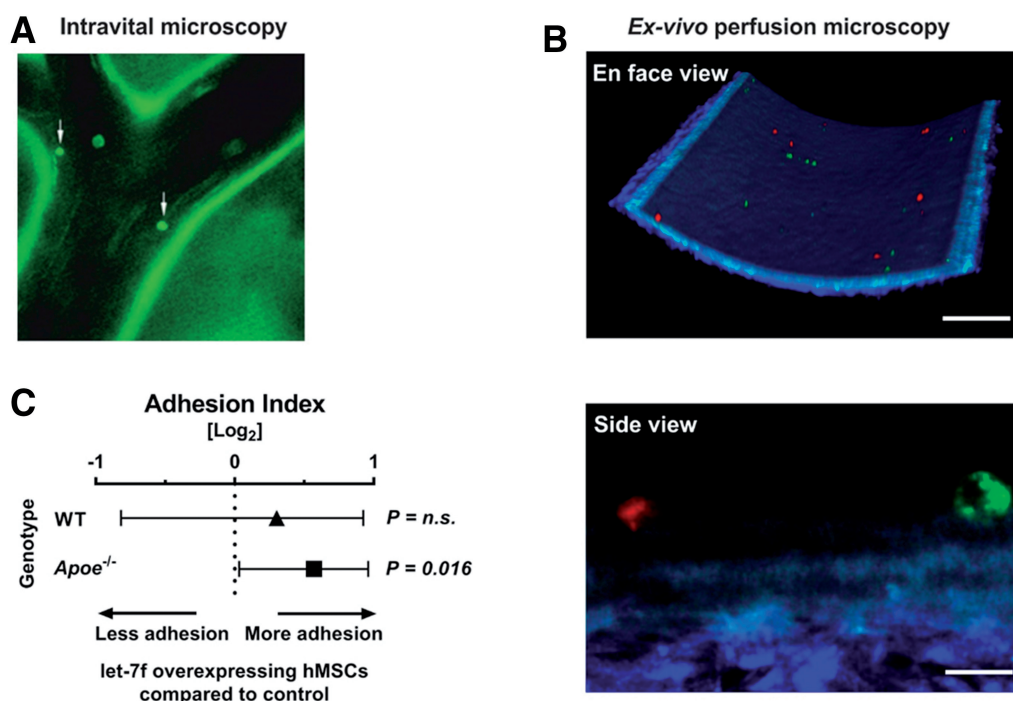 A
Intravital microscopy
B
Ex-vivo perfusion microscopy
En face view
Side view
C
Adhesion Index
[Log₂]
-1 0 1
Genotype
WT P = n.s.
Apoe⁻/⁻ P = 0.016
Less adhesion More adhesion
let-7f overexpressing hMSCs
compared to control